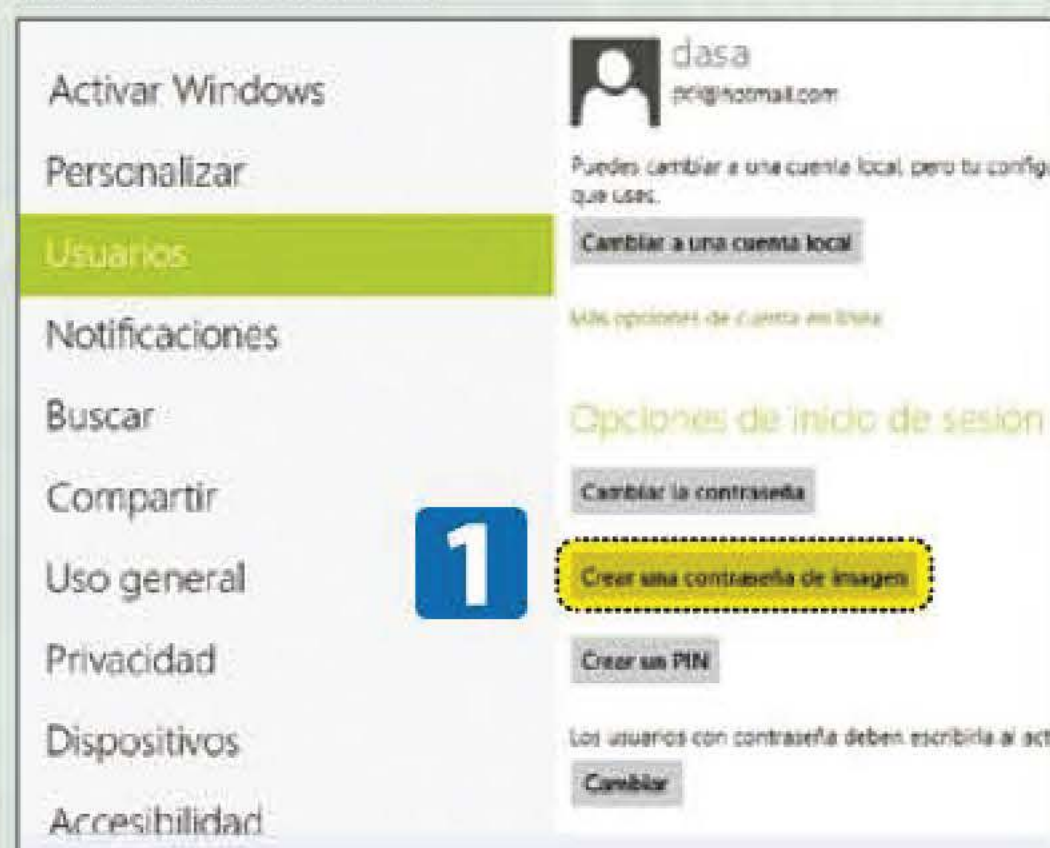 Activar Windows
Personalizar
Usuarios
Notificaciones
Buscar
Compartir
Uso general
Privacidad
Dispositivos
Accesibilidad
dasa
@hotmail.com
Puedes cambiar a una cuenta local, pero tu config
que uses.
Cambiar a una cuenta local
Más opciones de cuenta en línea
Opciones de inicio de sesión
Cambiar la contraseña
1
Crear una contraseña de imagen
Crear un PIN
Los usuarios con contraseña deben escribirla al act
Cambiar